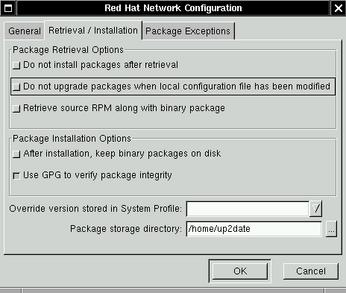 Red Hat Network Configuration
General Retrieval / Installation Package Exceptions
Package Retrieval Options
Do not install packages after retrieval
Do not upgrade packages when local configuration file has been modified
Retrieve source RPM along with binary package
Package Installation Options
After installation, keep binary packages on disk
Use GPG to verify package integrity
Override version stored in System Profile: /
Package storage directory: /home/up2date ...
OK Cancel